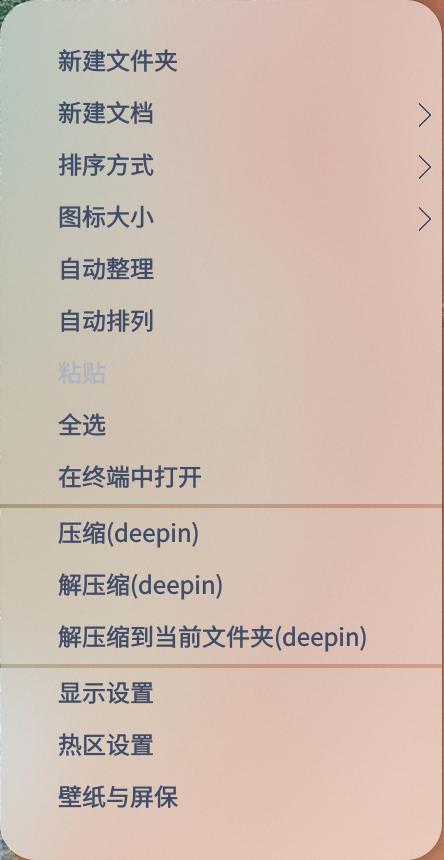 新建文件夹
新建文档
排序方式
图标大小
自动整理
自动排列
粘贴
全选
在终端中打开
压缩(deepin)
解压缩(deepin)
解压缩到当前文件夹(deepin)
显示设置
热区设置
壁纸与屏保